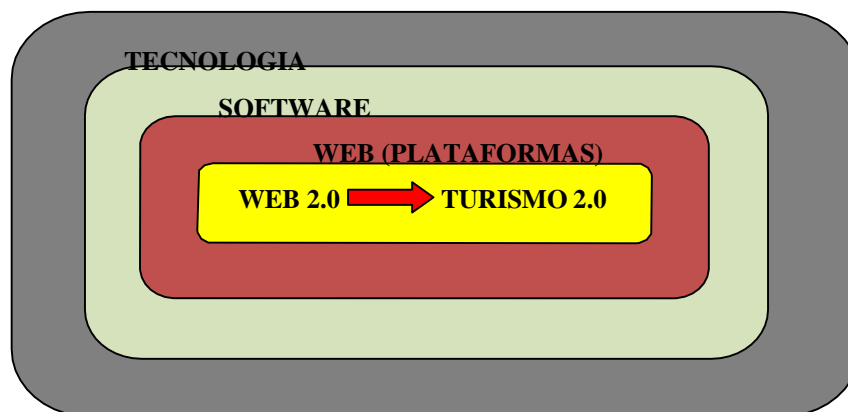 TECNOLOGIA
SOFTWARE
WEB (PLATAFORMAS)
WEB 2.0 TURISMO 2.0